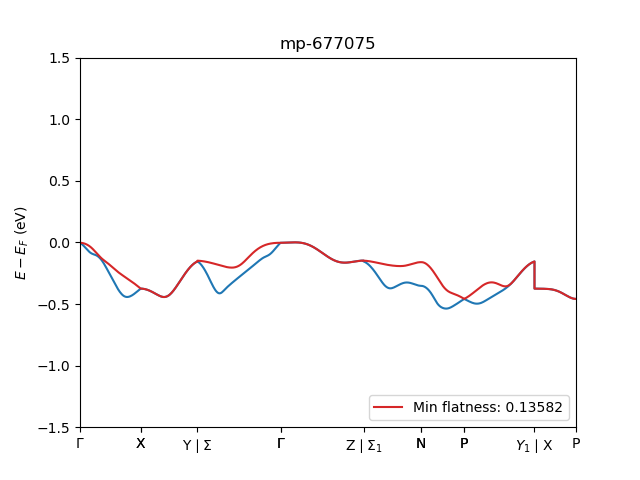 mp-677075
1.5
1.0
0.5
0.0
−0.5
−1.0
−1.5
E − E_F (eV)
Min flatness: 0.13582
Γ X Y | Σ Γ Z | Σ₁ N P Y₁ | X P